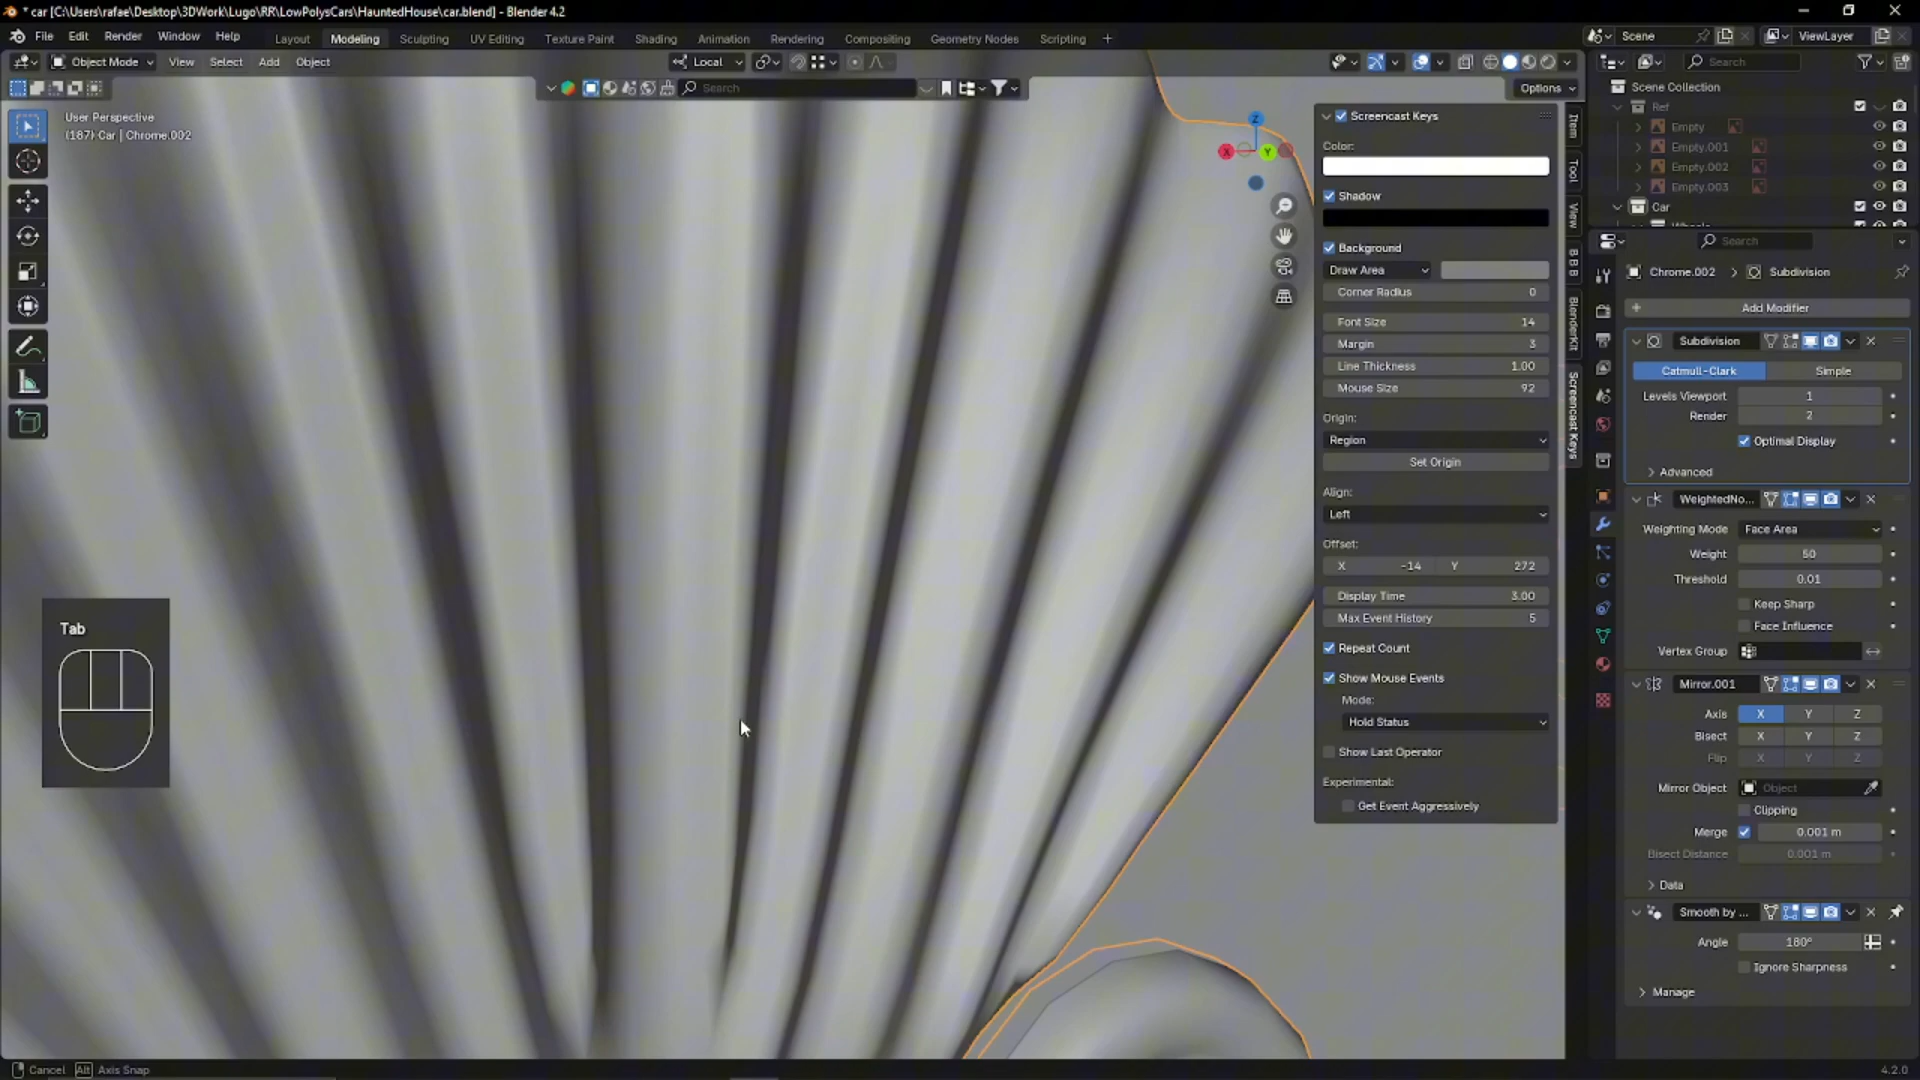 * car [C:\Users\rafae\Desktop\3DWork\Lugo\RR\LowPolysCars\HauntedHouse\car.blend] - Blender 4.2
File Edit Render Window Help Layout Modeling Sculpting UV Editing Texture Paint Shading Animation Rendering Compositing Geometry Nodes Scripting + Scene ViewLayer
Object Mode View Select Add Object Local Search
Search Options
User Perspective
(187) Car | Chrome.002
Z
X Y
Tab
Screencast Keys
Color:
Shadow
Background
Draw Area
Corner Radius 0
Font Size 14
Margin 3
Line Thickness 1.00
Mouse Size 92
Origin:
Region
Set Origin
Align:
Left
Offset:
X -14 Y 272
Display Time 3.00
Max Event History 5
Repeat Count
Show Mouse Events
Mode:
Hold Status
Show Last Operator
Experimental:
Get Event Aggressively
Item
Tool
View
B B B
BlenderKit
Screencast Keys
Scene Collection
Ref
Empty
Empty.001
Empty.002
Empty.003
Car
Search
Chrome.002 > Subdivision
+ Add Modifier
Subdivision
Catmull-Clark Simple
Levels Viewport 1
Render 2
Optimal Display
Advanced
WeightedNo...
Weighting Mode Face Area
Weight 50
Threshold 0.01
Keep Sharp
Face Influence
Vertex Group
Mirror.001
Axis X Y Z
Bisect X Y Z
Flip X Y Z
Mirror Object Object
Clipping
Merge 0.001 m
Bisect Distance 0.001 m
Data
Smooth by ...
Angle 180°
Ignore Sharpness
Manage
Cancel Alt Axis Snap 4.2.0